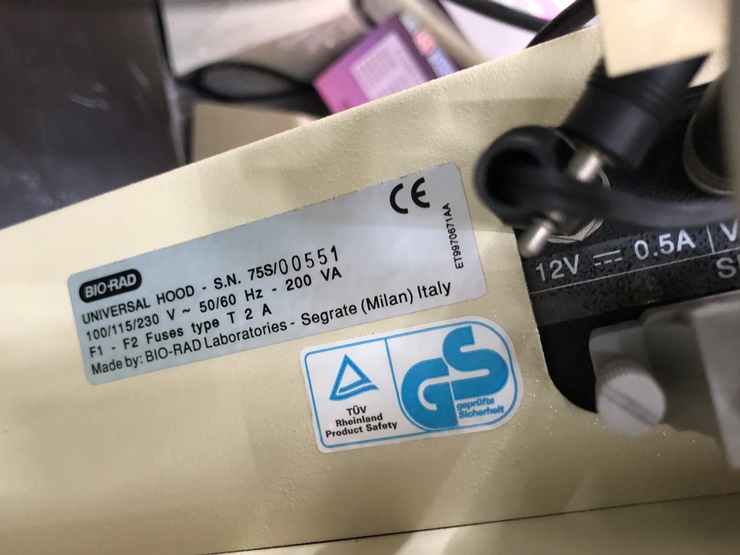 BIO-RAD
CE
UNIVERSAL HOOD - S.N. 75S/00551
100/115/230 V ~ 50/60 Hz - 200 VA
F1 - F2 Fuses type T 2 A
Made by: BIO-RAD Laboratories - Segrate (Milan) Italy
ET9970671AA
TÜV
Rheinland
Product Safety
GS
geprüfte
Sicherheit
12V ⎓ 0.5A | V